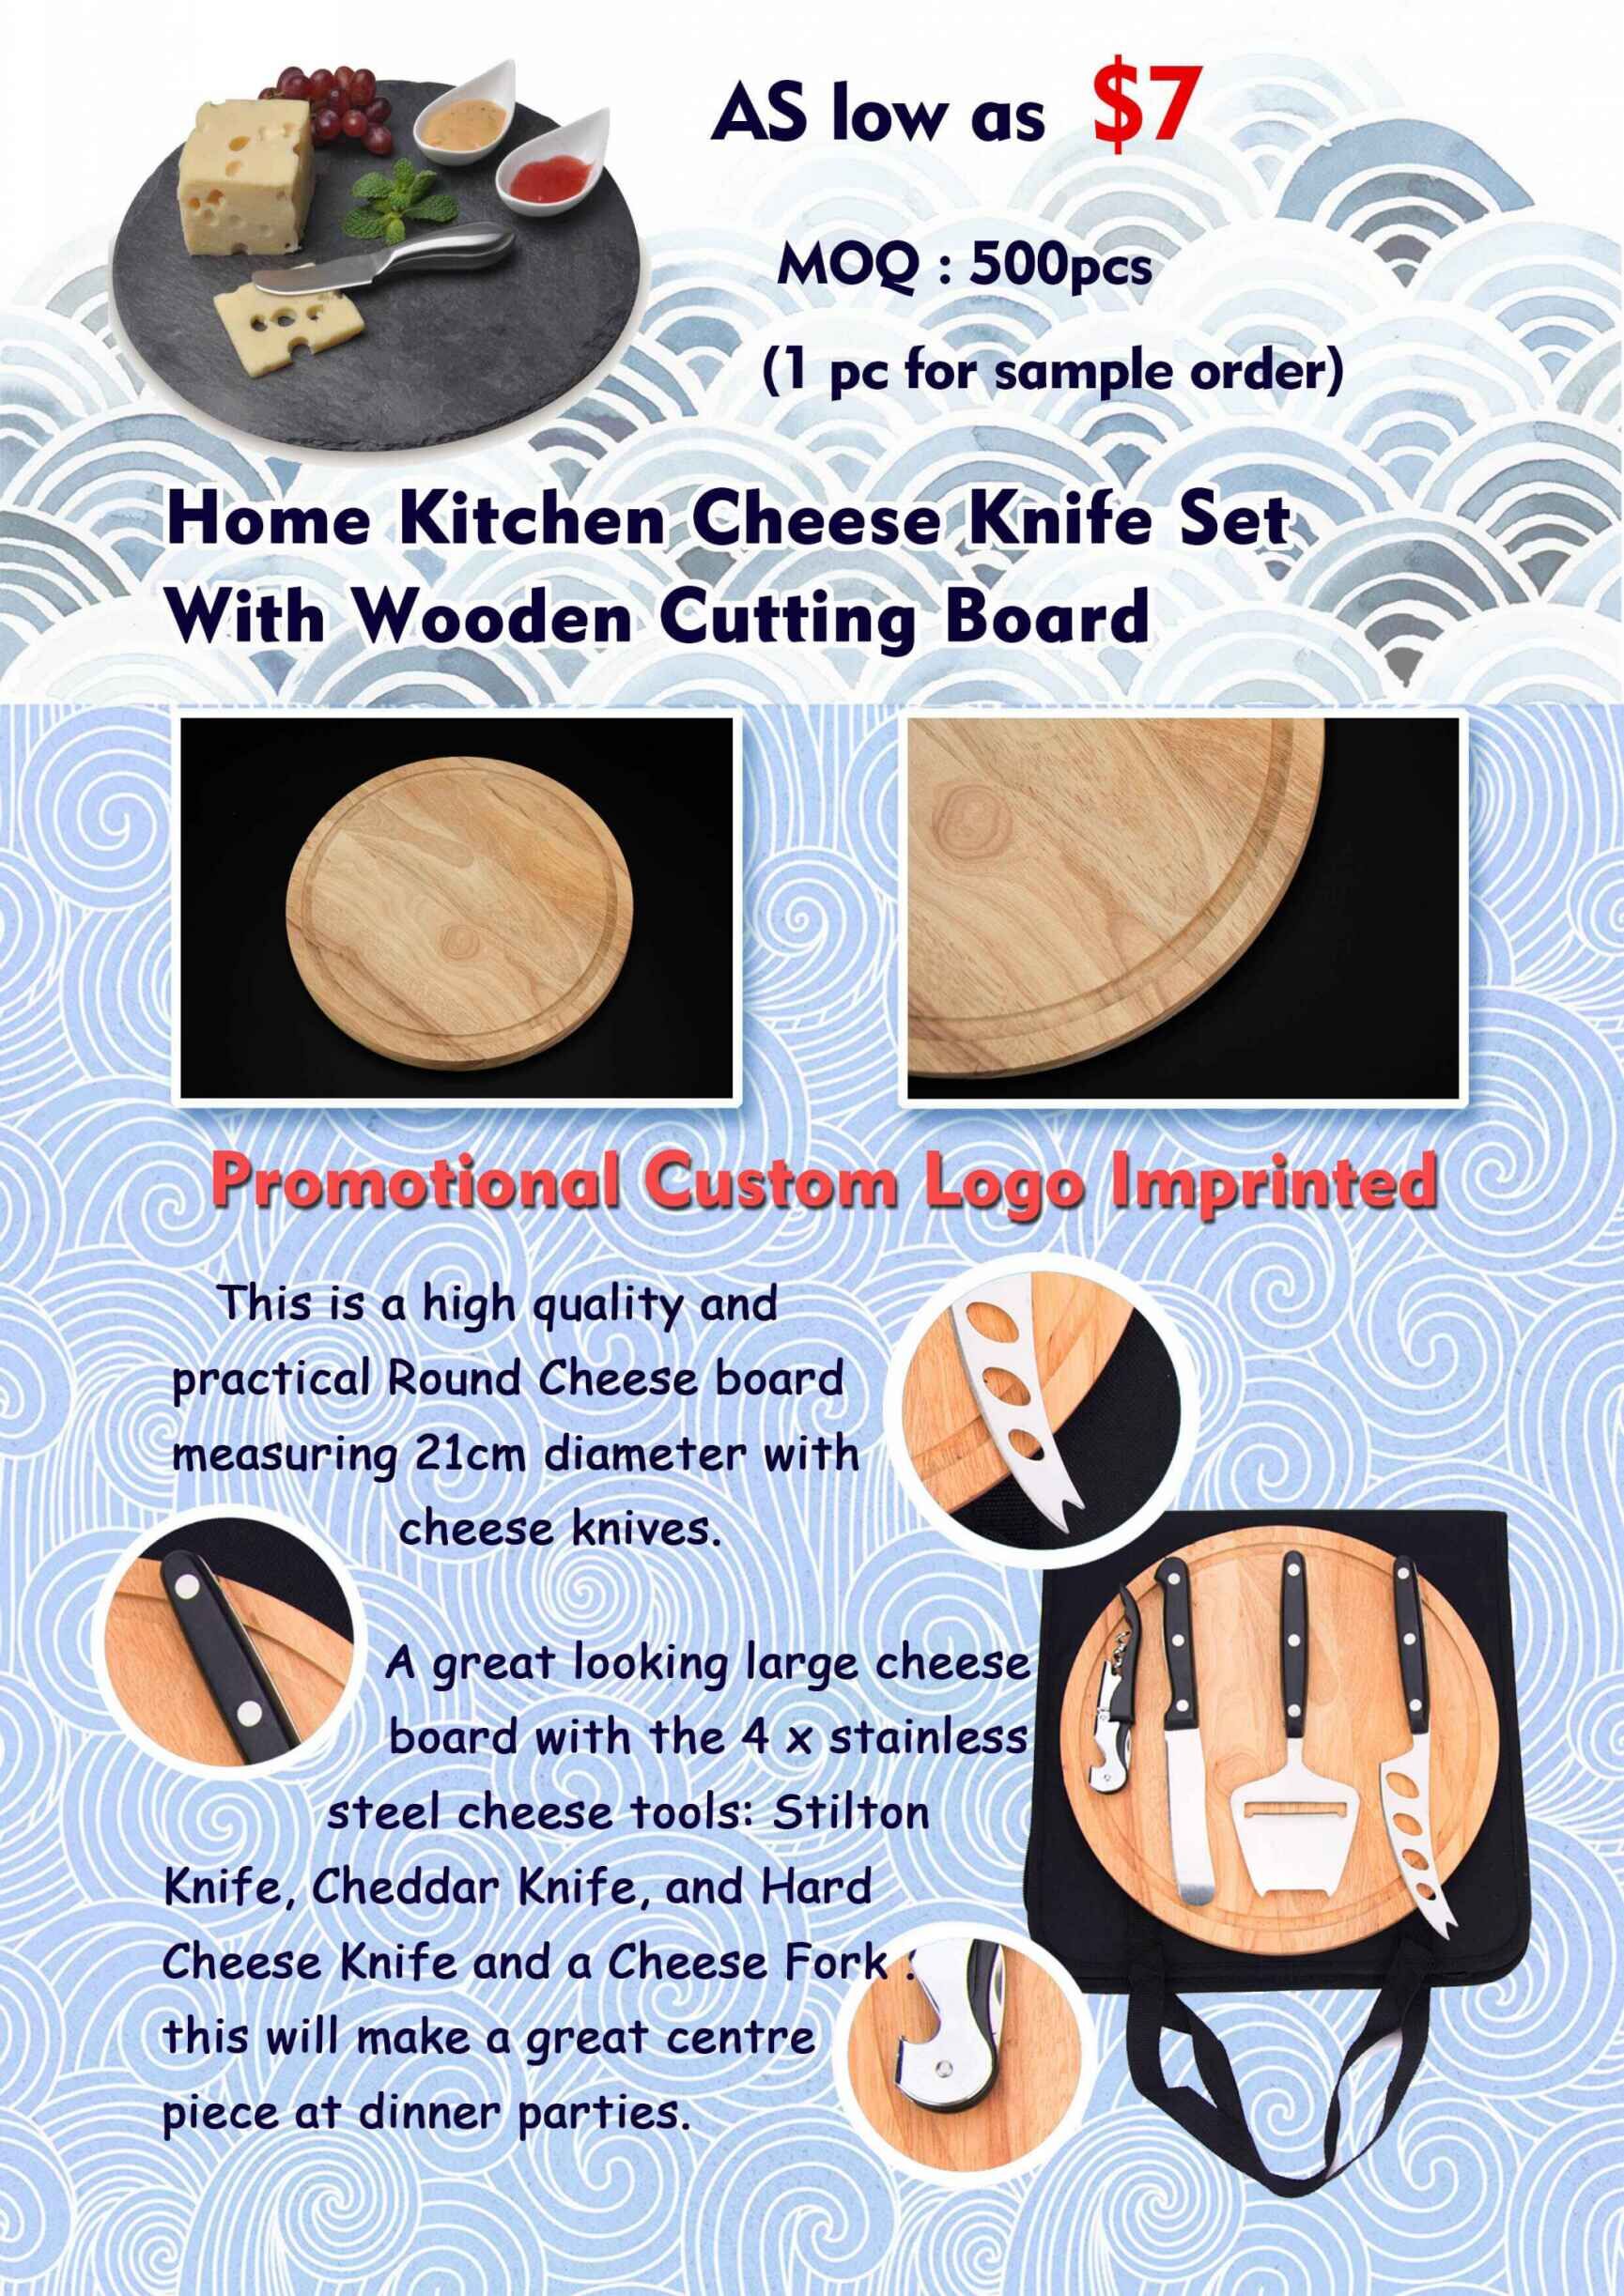 AS low as $7
MOQ : 500pcs
(1 pc for sample order)
Home Kitchen Cheese Knife Set
With Wooden Cutting Board
Promotional Custom Logo Imprinted
This is a high quality and
practical Round Cheese board
measuring 21cm diameter with
cheese knives.
A great looking large cheese
board with the 4 x stainless
steel cheese tools: Stilton
Knife, Cheddar Knife, and Hard
Cheese Knife and a Cheese Fork .
this will make a great centre
piece at dinner parties.